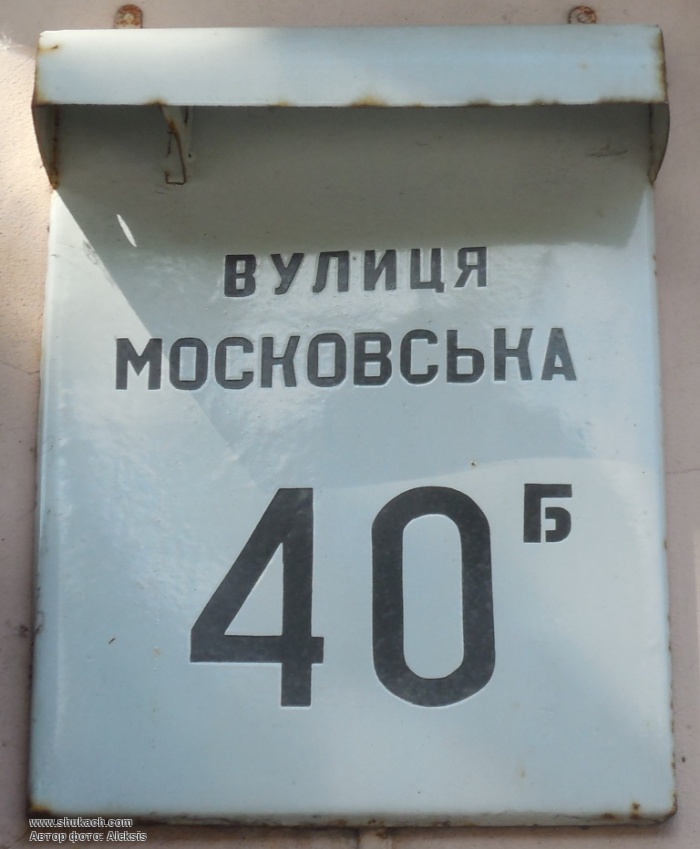 ВУЛИЦЯ
МОСКОВСЬКА
40Б
www.shukach.com
Автор фото: Aleksis